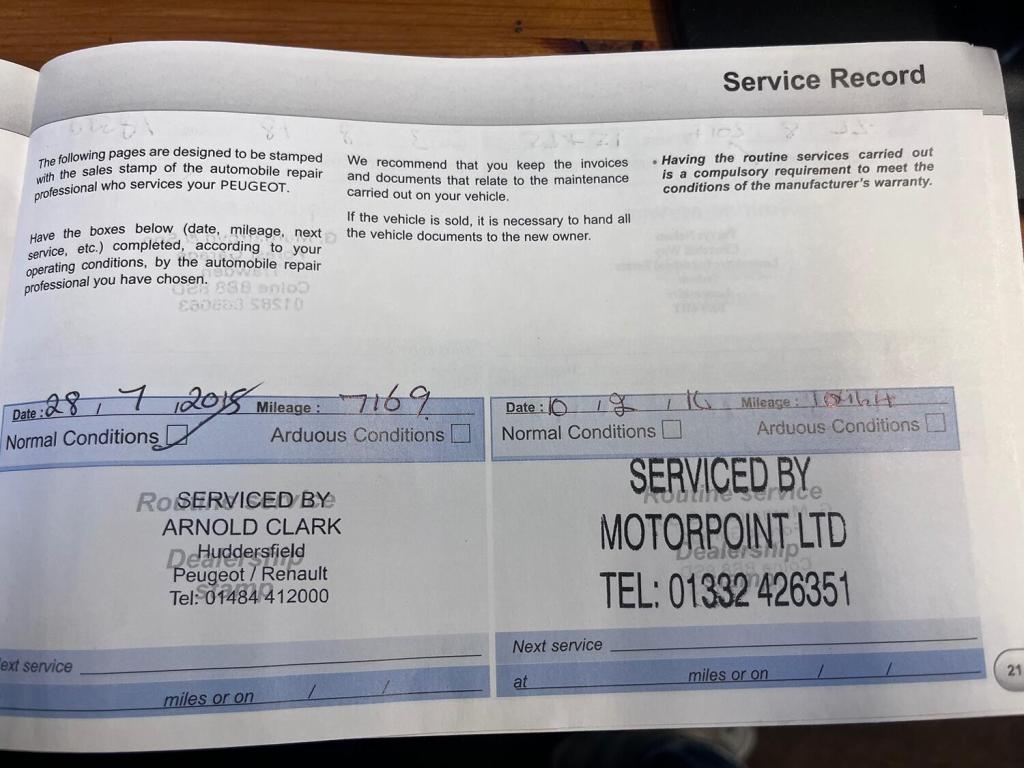 Service Record
The following pages are designed to be stamped
with the sales stamp of the automobile repair
professional who services your PEUGEOT.
Have the boxes below (date, mileage, next
service, etc.) completed, according to your
operating conditions, by the automobile repair
professional you have chosen.
We recommend that you keep the invoices
and documents that relate to the maintenance
carried out on your vehicle.
If the vehicle is sold, it is necessary to hand all
the vehicle documents to the new owner.
• Having the routine services carried out
is a compulsory requirement to meet the
conditions of the manufacturer's warranty.
Date : 28 / 7 / 2015 Mileage : 7169
Normal Conditions Arduous Conditions
Routine service
SERVICED BY
ARNOLD CLARK
Huddersfield
Dealership
Peugeot / Renault
stamp
Tel: 01484 412000
ext service
miles or on / /
Date : 10 / 8 / 16 Mileage :
Normal Conditions Arduous Conditions
SERVICED BY
Routine service
MOTORPOINT LTD
Dealership
TEL: 01332 426351
Next service
at miles or on / /
21